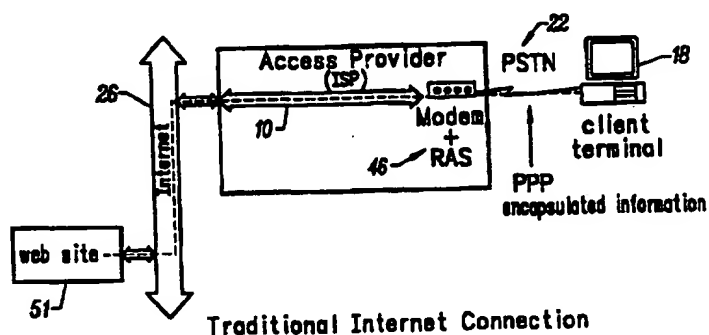 22
Access Provider
(ISP)
PSTN
18
26
10
Modem
+
RAS
46
client
terminal
Internet
PPP
encapsulated information
web site
51
Traditional Internet Connection